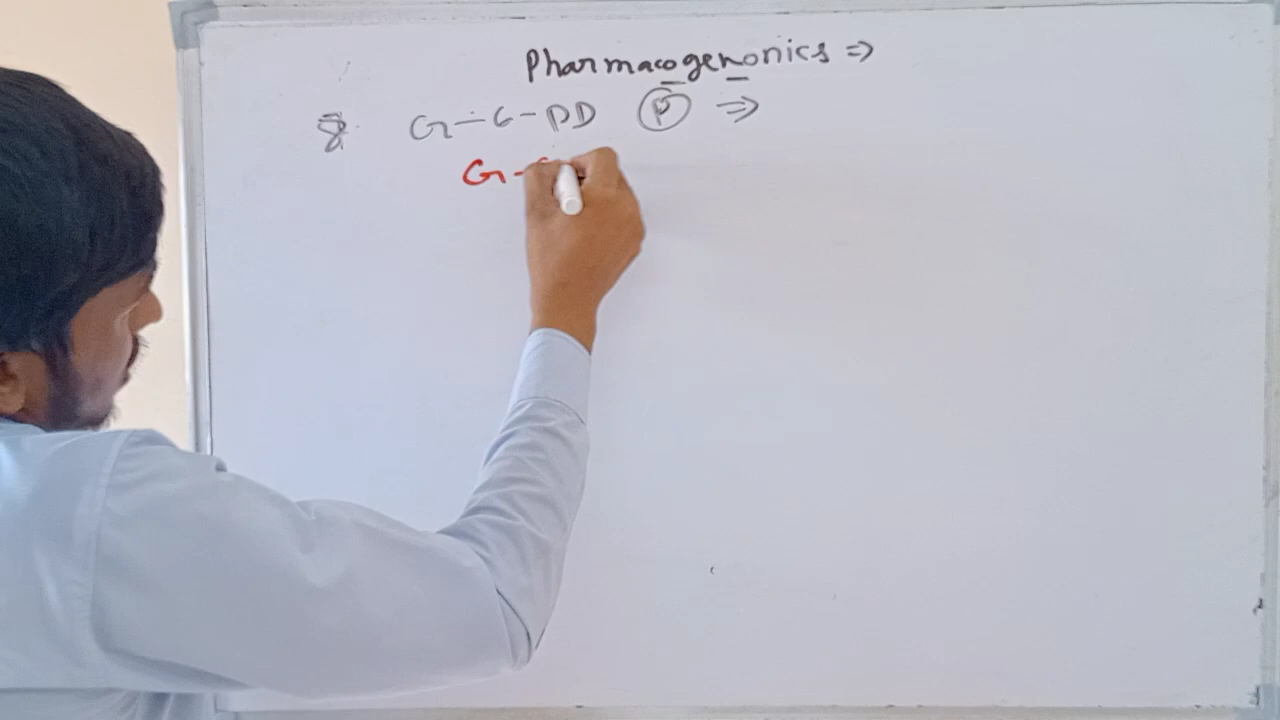 Pharmacogenonics ⇒
8. G-6-PD (P) ⇒
G-